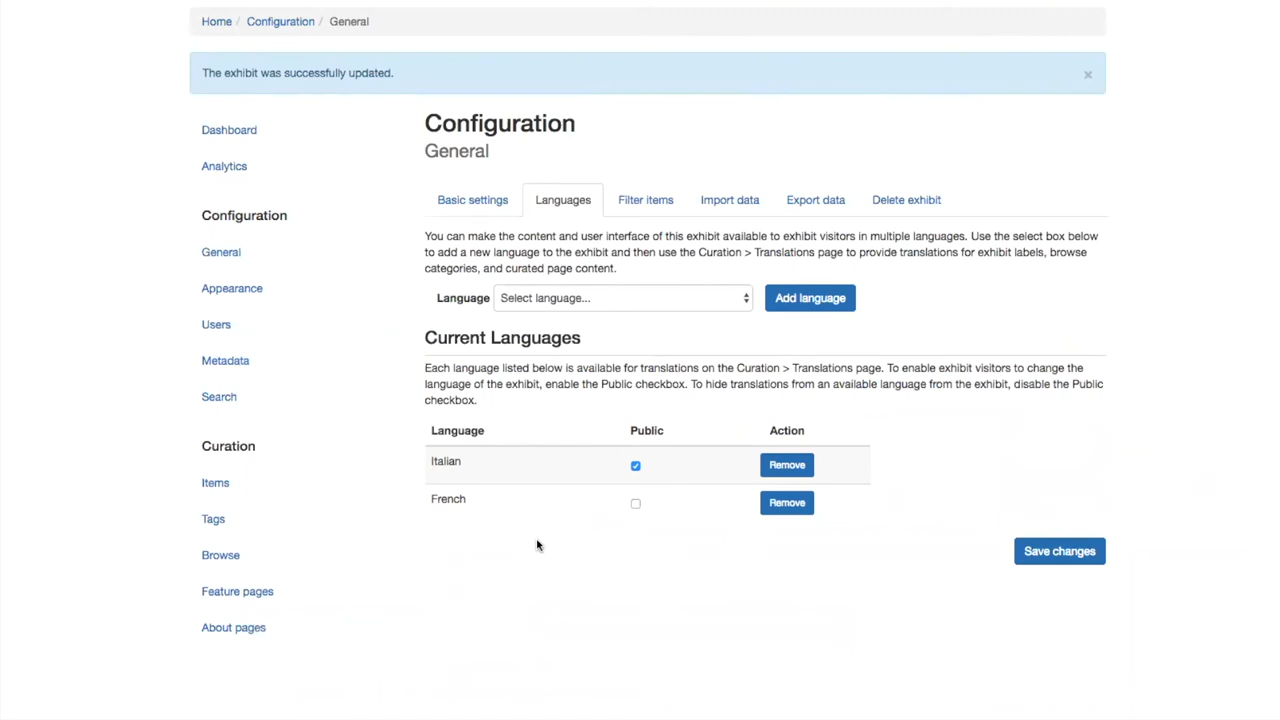 Home / Configuration / General
The exhibit was successfully updated. ×
Dashboard
Analytics
Configuration
General
Appearance
Users
Metadata
Search
Curation
Items
Tags
Browse
Feature pages
About pages
Configuration
General
Basic settings Languages Filter items Import data Export data Delete exhibit
You can make the content and user interface of this exhibit available to exhibit visitors in multiple languages. Use the select box below
to add a new language to the exhibit and then use the Curation > Translations page to provide translations for exhibit labels, browse
categories, and curated page content.
Language Select language... Add language
Current Languages
Each language listed below is available for translations on the Curation > Translations page. To enable exhibit visitors to change the
language of the exhibit, enable the Public checkbox. To hide translations from an available language from the exhibit, disable the Public
checkbox.
Language Public Action
Italian Remove
French Remove
Save changes